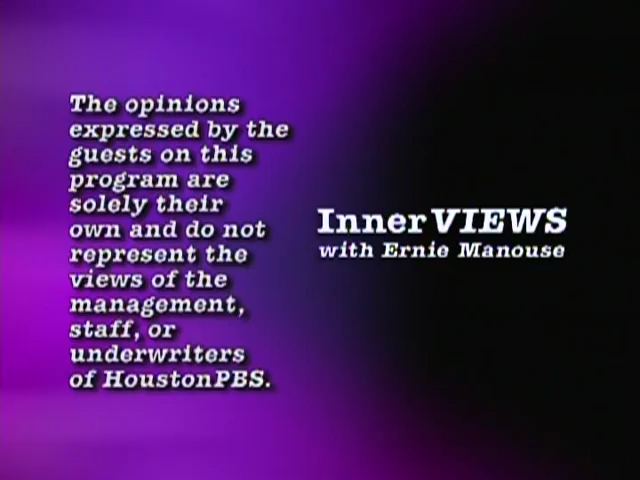 The opinions
expressed by the
guests on this
program are
solely their
own and do not
represent the
views of the
management,
staff, or
underwriters
of HoustonPBS.
InnerVIEWS
with Ernie Manouse